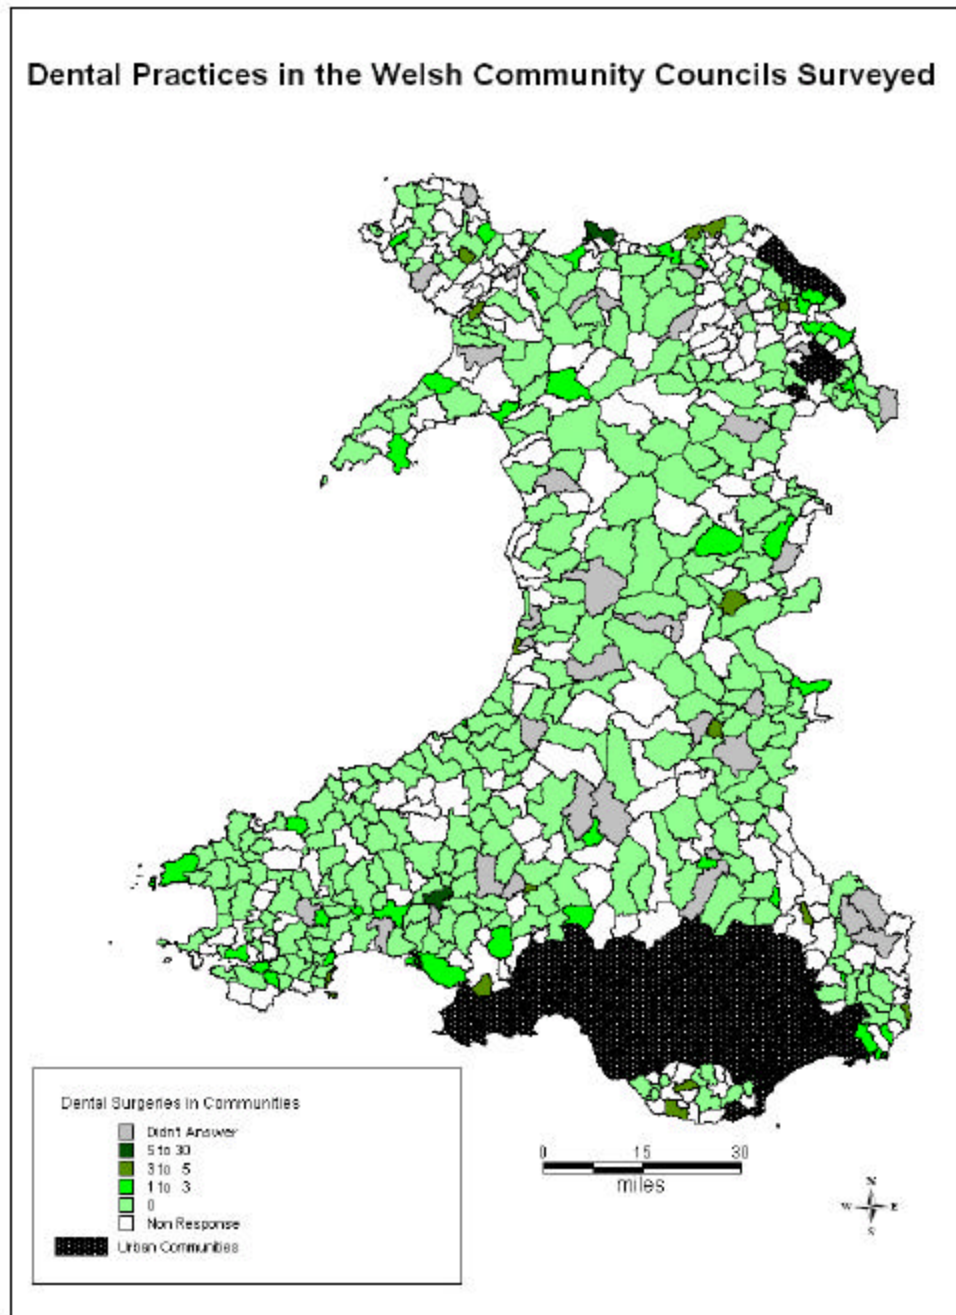 Dental Practices in the Welsh Community Councils Surveyed
Dental Surgeries in Communities
Didn't Answer
5 to 30
3 to 5
1 to 3
0
Non Response
Urban Communities
0 15 30
miles
N
W E
S